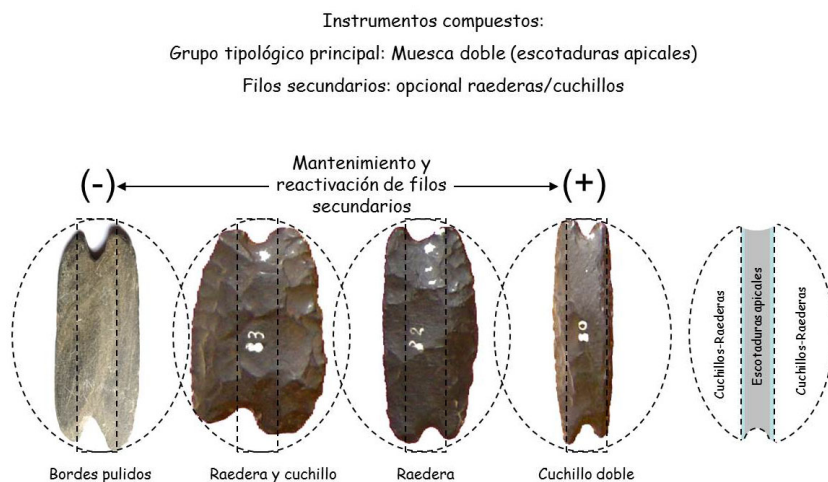 Instrumentos compuestos:
Grupo tipológico principal: Muesca doble (escotaduras apicales)
Filos secundarios: opcional raederas/cuchillos
(-)
Mantenimiento y
reactivación de filos
secundarios
(+)
83
80
Cuchillos-Raederas
Escotaduras apicales
Cuchillos-Raederas
Bordes pulidos
Raedera y cuchillo
Raedera
Cuchillo doble